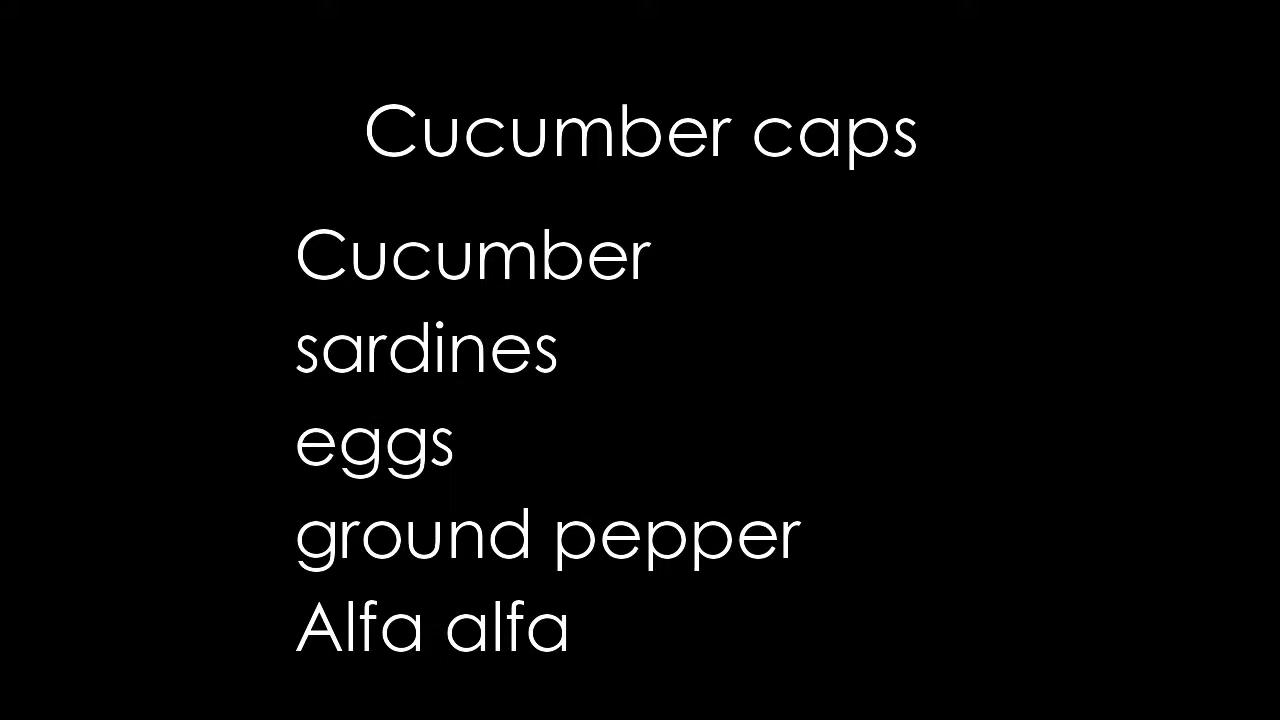 Cucumber caps
Cucumber
sardines
eggs
ground pepper
Alfa alfa